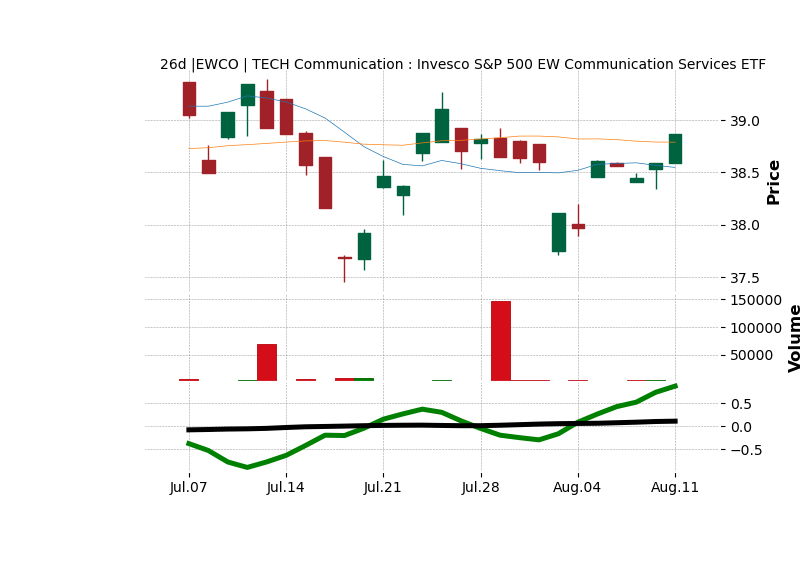 26d |EWCO | TECH Communication : Invesco S&P 500 EW Communication Services ETF
39.0
38.5
38.0
37.5
Price
150000
100000
50000
Volume
0.5
0.0
−0.5
Jul.07 Jul.14 Jul.21 Jul.28 Aug.04 Aug.11